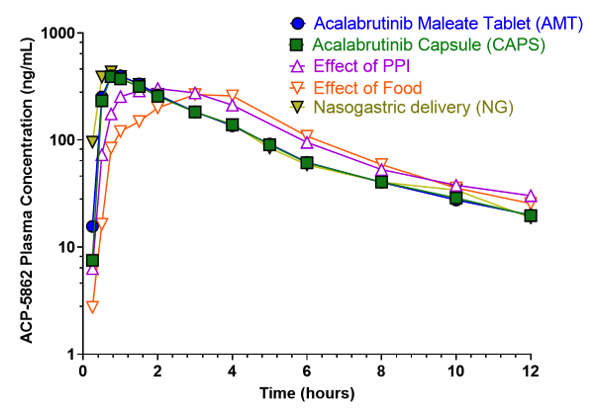 Acalabrutinib Maleate Tablet (AMT)
Acalabrutinib Capsule (CAPS)
Effect of PPI
Effect of Food
Nasogastric delivery (NG)
ACP-5862 Plasma Concentration (ng/mL)
1000
100
10
1
0 2 4 6 8 10 12
Time (hours)